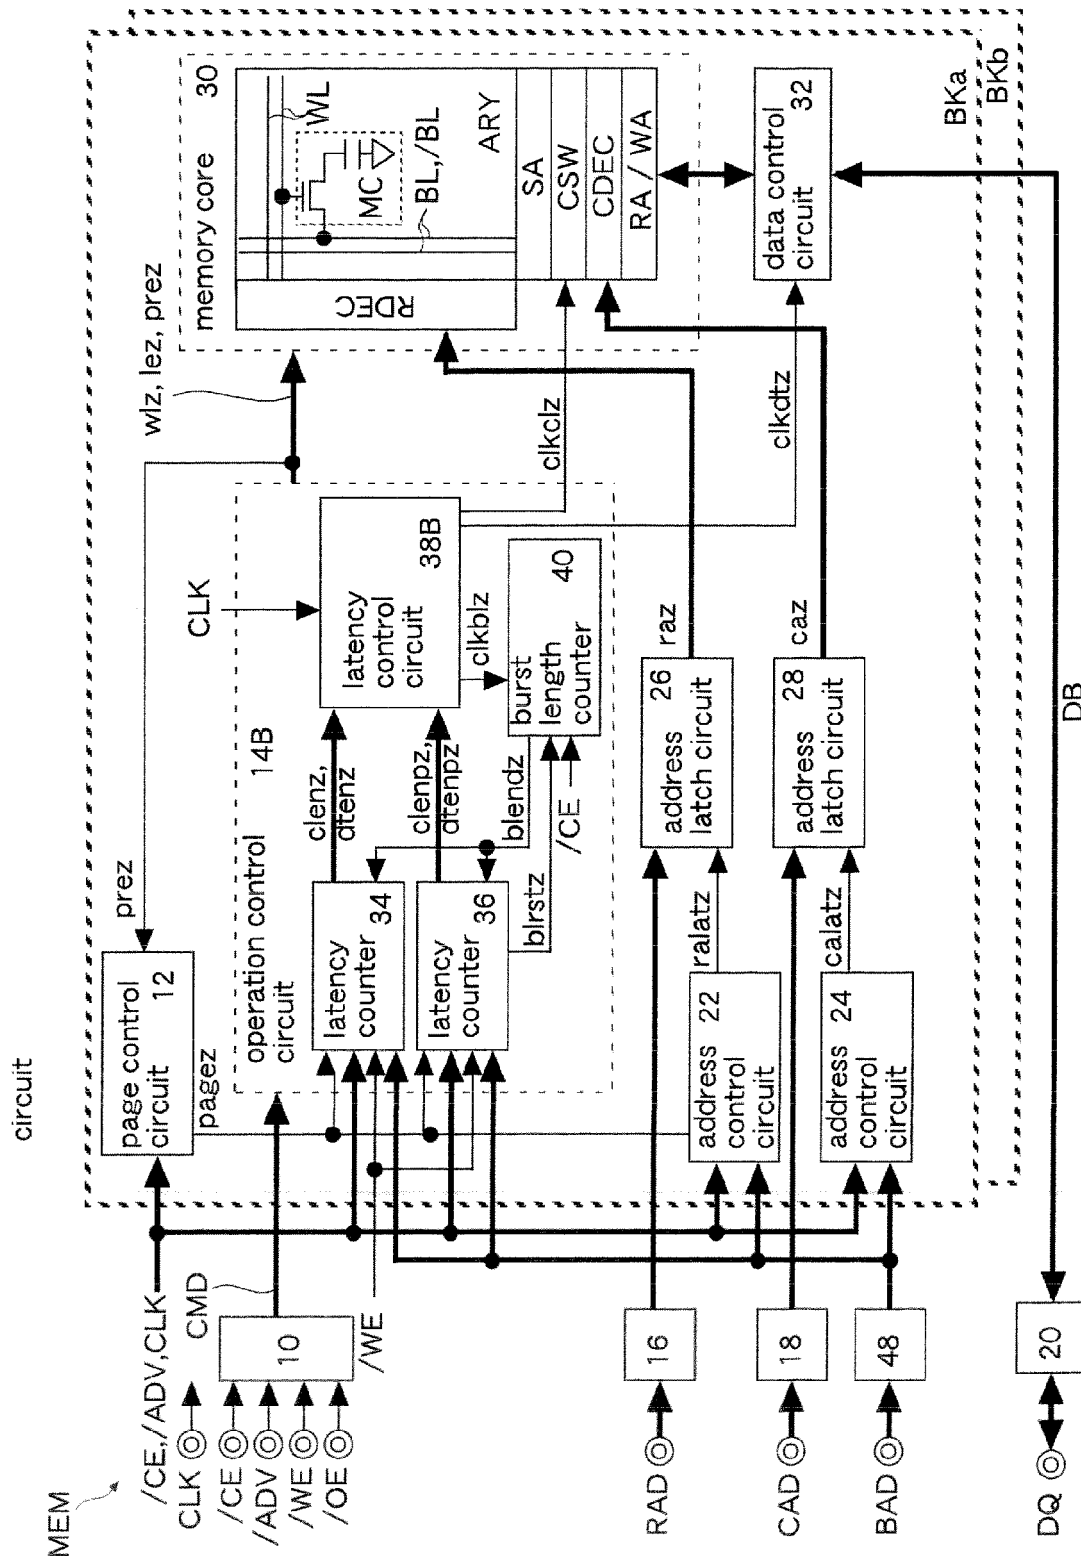 MEM
circuit
/CE,/ADV,CLK
CLK
/CE
/ADV
/WE
/OE
10
CMD
/WE
page control
circuit 12
pagez
prez
wlz, lez, prez
operation control
circuit
14B
CLK
latency
counter
34
latency
counter
36
clenz,
dtenz
clenpz,
dtenpz
blendz
blrstz
/CE
latency
control
circuit
38B
clkblz
burst
length
counter
40
clkclz
clkdtz
memory core 30
RDEC
WL
MC
BL,/BL
ARY
SA
CSW
CDEC
RA / WA
data control
circuit 32
BKa
BKb
RAD
16
CAD
18
BAD
48
DQ
20
address 22
control
circuit
ralatz
address 24
control
circuit
calatz
address 26
latch circuit
raz
address 28
latch circuit
caz
DB